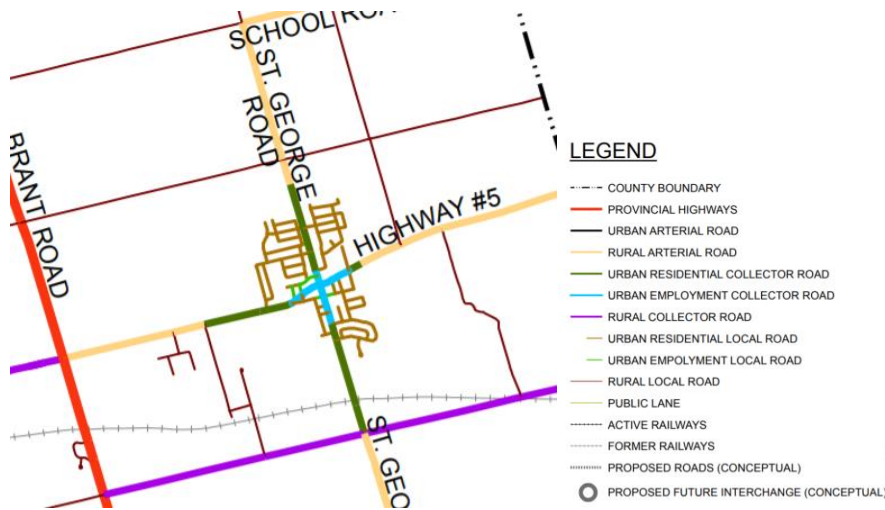 SCHOOL ROA
ST. GEORGE
ROAD
BRANT ROAD
HIGHWAY #5
ST. GEO
LEGEND
COUNTY BOUNDARY
PROVINCIAL HIGHWAYS
URBAN ARTERIAL ROAD
RURAL ARTERIAL ROAD
URBAN RESIDENTIAL COLLECTOR ROAD
URBAN EMPLOYMENT COLLECTOR ROAD
RURAL COLLECTOR ROAD
URBAN RESIDENTIAL LOCAL ROAD
URBAN EMPOLYMENT LOCAL ROAD
RURAL LOCAL ROAD
PUBLIC LANE
ACTIVE RAILWAYS
FORMER RAILWAYS
PROPOSED ROADS (CONCEPTUAL)
PROPOSED FUTURE INTERCHANGE (CONCEPTUAL)